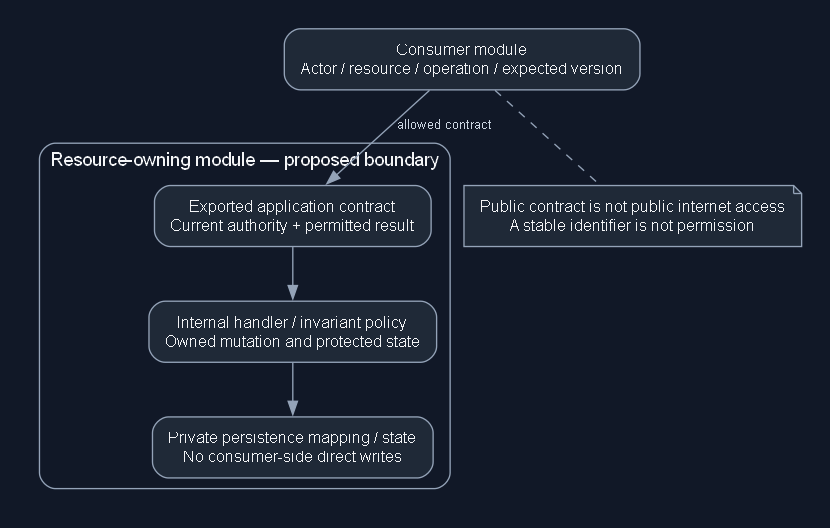 Consumer module
Actor / resource / operation / expected version
allowed contract
Resource-owning module — proposed boundary
Exported application contract
Current authority + permitted result
Public contract is not public internet access
A stable identifier is not permission
Internal handler / invariant policy
Owned mutation and protected state
Private persistence mapping / state
No consumer-side direct writes